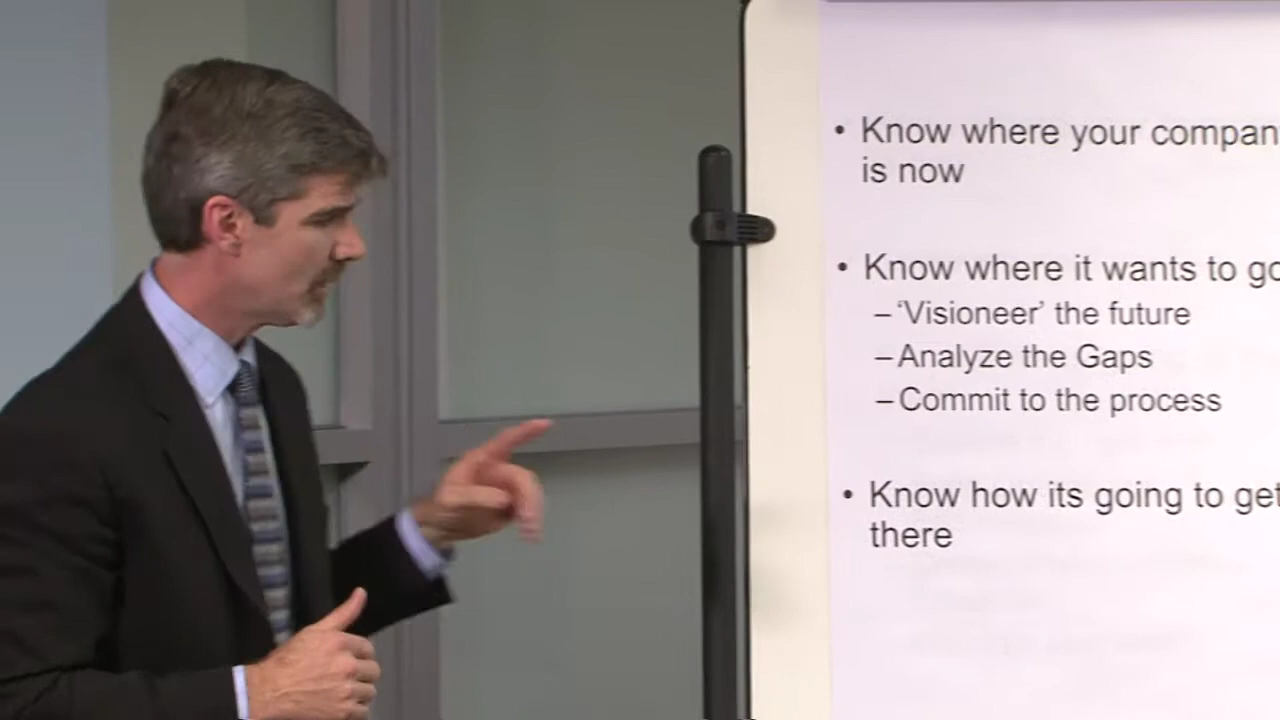 • Know where your compan
is now
• Know where it wants to go
– ‘Visioneer’ the future
– Analyze the Gaps
– Commit to the process
• Know how its going to get
there